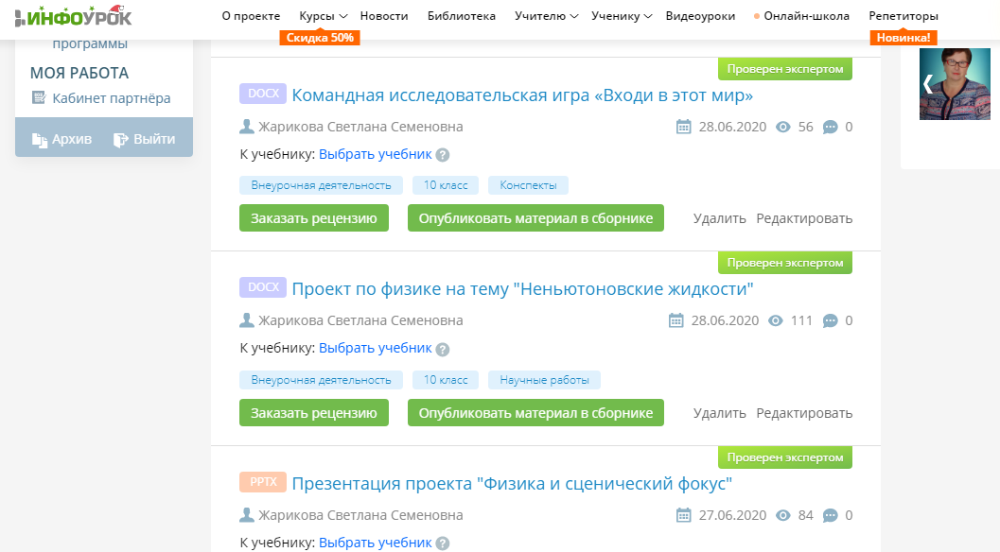 ИНФОУРОК
О проекте Курсы Новости Библиотека Учителю Ученику Видеоуроки Онлайн-школа Репетиторы
Скидка 50% Новинка!
программы
МОЯ РАБОТА
Кабинет партнёра
Архив Выйти
Проверен экспертом
DOCX Командная исследовательская игра «Входи в этот мир»
Жарикова Светлана Семеновна 28.06.2020 56 0
К учебнику: Выбрать учебник ?
Внеурочная деятельность 10 класс Конспекты
Заказать рецензию Опубликовать материал в сборнике Удалить Редактировать
Проверен экспертом
DOCX Проект по физике на тему "Неньютоновские жидкости"
Жарикова Светлана Семеновна 28.06.2020 111 0
К учебнику: Выбрать учебник ?
Внеурочная деятельность 10 класс Научные работы
Заказать рецензию Опубликовать материал в сборнике Удалить Редактировать
Проверен экспертом
PPTX Презентация проекта "Физика и сценический фокус"
Жарикова Светлана Семеновна 27.06.2020 84 0
К учебнику: Выбрать учебник ?